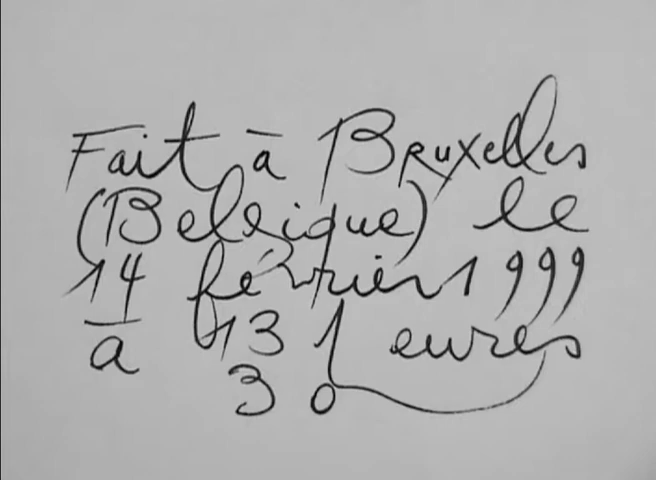 Fait à Bruxelles
(Belgique) le
14 février 1999
à 13 heures
30